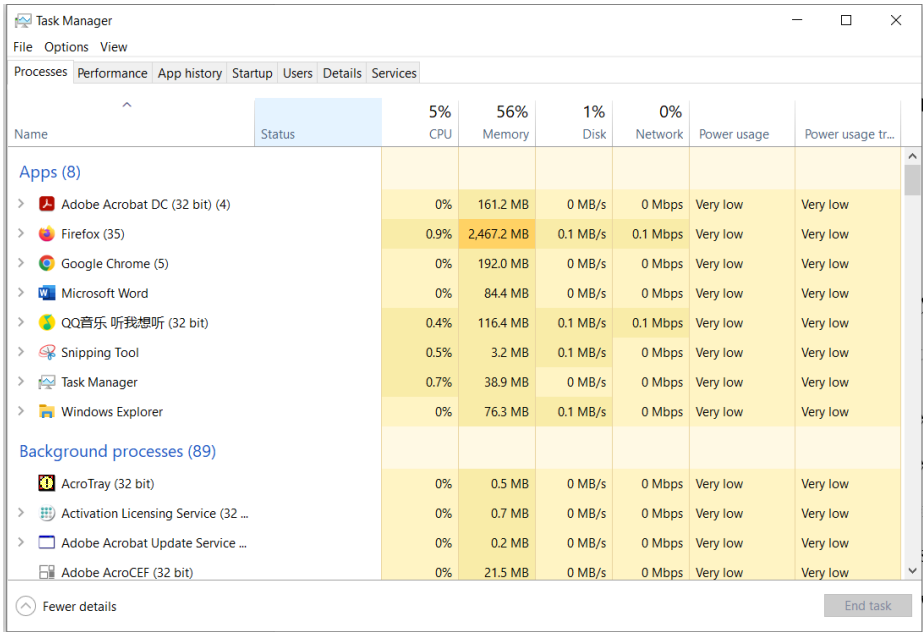 Task Manager
File Options View
Processes Performance App history Startup Users Details Services
5% 56% 1% 0%
Name Status CPU Memory Disk Network Power usage Power usage tr...
Apps (8)
Adobe Acrobat DC (32 bit) (4) 0% 161.2 MB 0 MB/s 0 Mbps Very low Very low
Firefox (35) 0.9% 2,467.2 MB 0.1 MB/s 0.1 Mbps Very low Very low
Google Chrome (5) 0% 192.0 MB 0 MB/s 0 Mbps Very low Very low
Microsoft Word 0% 84.4 MB 0 MB/s 0 Mbps Very low Very low
QQ音乐 听我想听 (32 bit) 0.4% 116.4 MB 0.1 MB/s 0.1 Mbps Very low Very low
Snipping Tool 0.5% 3.2 MB 0.1 MB/s 0 Mbps Very low Very low
Task Manager 0.7% 38.9 MB 0 MB/s 0 Mbps Very low Very low
Windows Explorer 0% 76.3 MB 0.1 MB/s 0 Mbps Very low Very low
Background processes (89)
AcroTray (32 bit) 0% 0.5 MB 0 MB/s 0 Mbps Very low Very low
Activation Licensing Service (32 ... 0% 0.7 MB 0 MB/s 0 Mbps Very low Very low
Adobe Acrobat Update Service ... 0% 0.2 MB 0 MB/s 0 Mbps Very low Very low
Adobe AcroCEF (32 bit) 0% 21.5 MB 0 MB/s 0 Mbps Very low Very low
Fewer details End task